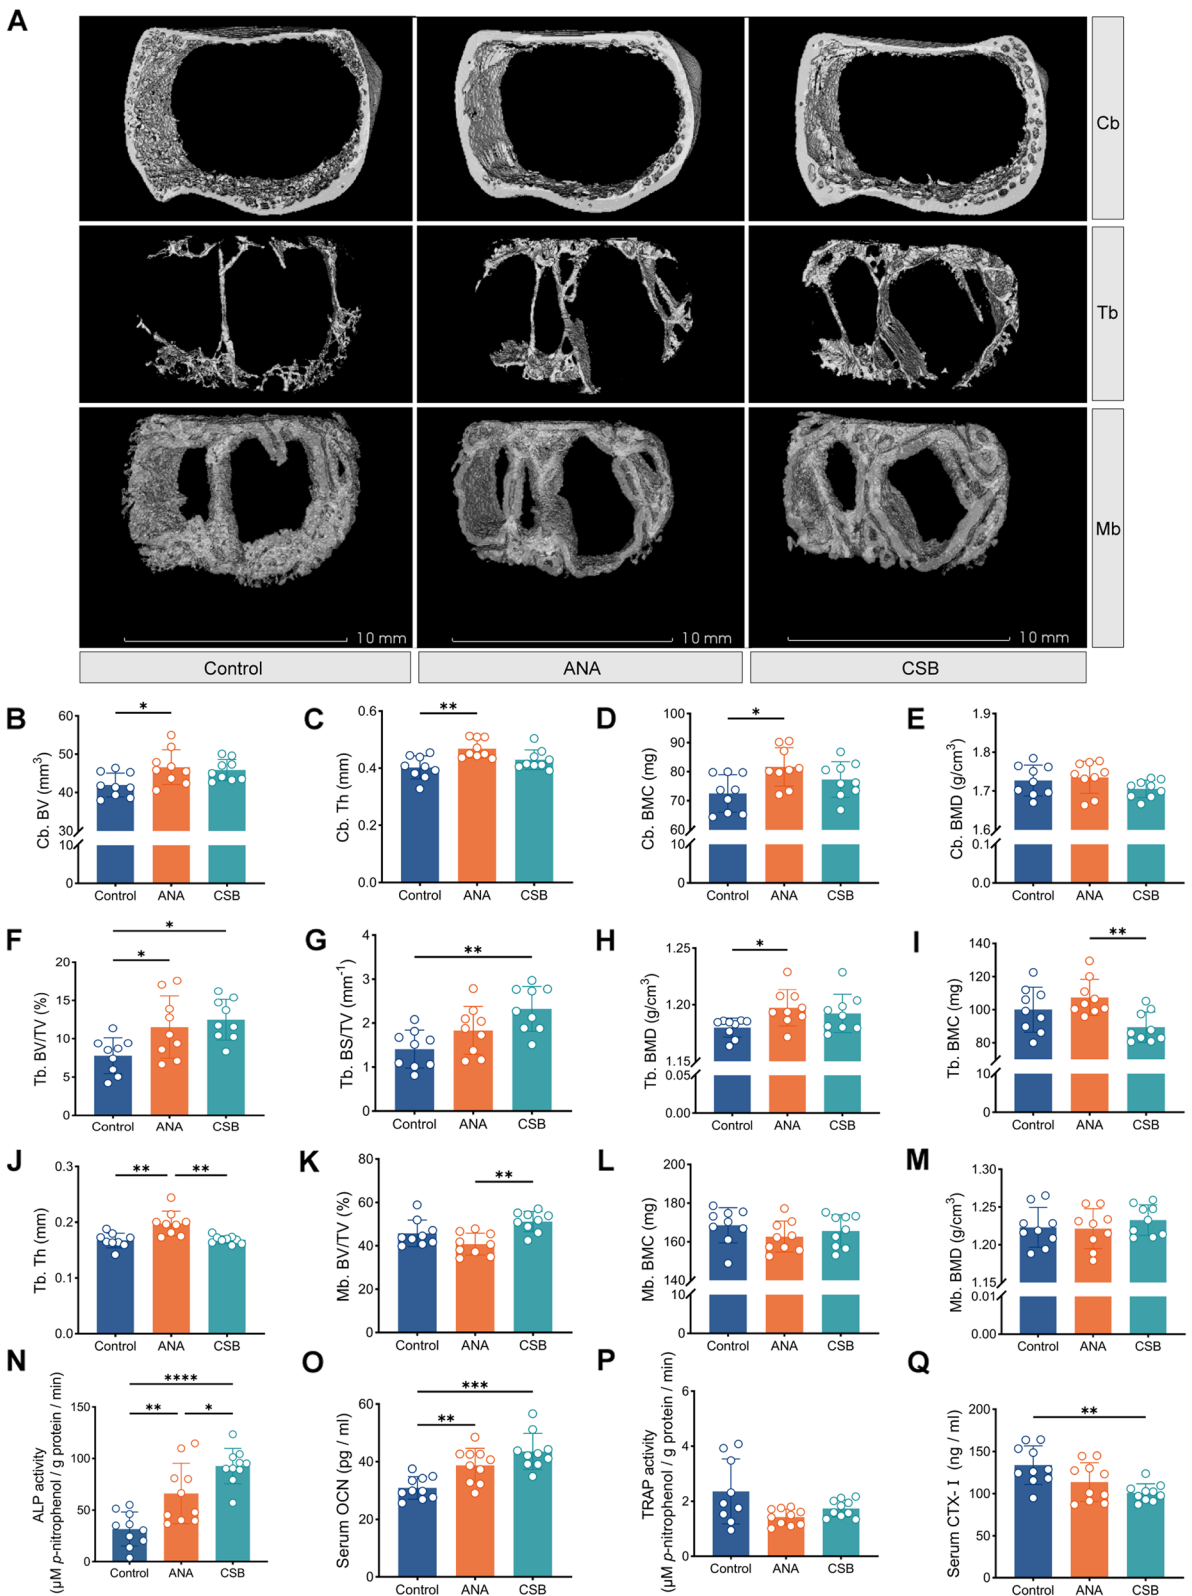 A
Cb
Tb
Mb
10 mm
10 mm
10 mm
Control
ANA
CSB
B
Cb. BV (mm³)
60
50
40
30
10
0
*
Control
ANA
CSB
C
Cb. Th (mm)
0.6
0.4
0.2
0.0
**
Control
ANA
CSB
D
Cb. BMC (mg)
100
90
80
70
60
10
0
*
Control
ANA
CSB
E
Cb. BMD (g/cm³)
1.9
1.8
1.7
1.6
0.1
0.0
Control
ANA
CSB
F
Tb. BV/TV (%)
20
15
10
5
0
*
*
Control
ANA
CSB
G
Tb. BS/TV (mm⁻¹)
4
3
2
1
0
**
Control
ANA
CSB
H
Tb. BMD (g/cm³)
1.25
1.20
1.15
0.05
0.00
*
Control
ANA
CSB
I
Tb. BMC (mg)
140
120
100
80
10
0
**
Control
ANA
CSB
J
Tb. Th (mm)
0.3
0.2
0.1
0.0
**
**
Control
ANA
CSB
K
Mb. BV/TV (%)
80
60
40
20
0
**
Control
ANA
CSB
L
Mb. BMC (mg)
200
180
160
140
10
0
Control
ANA
CSB
M
Mb. BMD (g/cm³)
1.30
1.25
1.20
1.15
0.01
0.00
Control
ANA
CSB
N
ALP activity
(μM p-nitrophenol / g protein / min)
150
100
50
0
****
**
*
Control
ANA
CSB
O
Serum OCN (pg / ml)
60
40
20
0
***
**
Control
ANA
CSB
P
TRAP activity
(μM p-nitrophenol / g protein / min)
6
4
2
0
Control
ANA
CSB
Q
Serum CTX-Ⅰ (ng / ml)
200
150
100
50
0
**
Control
ANA
CSB